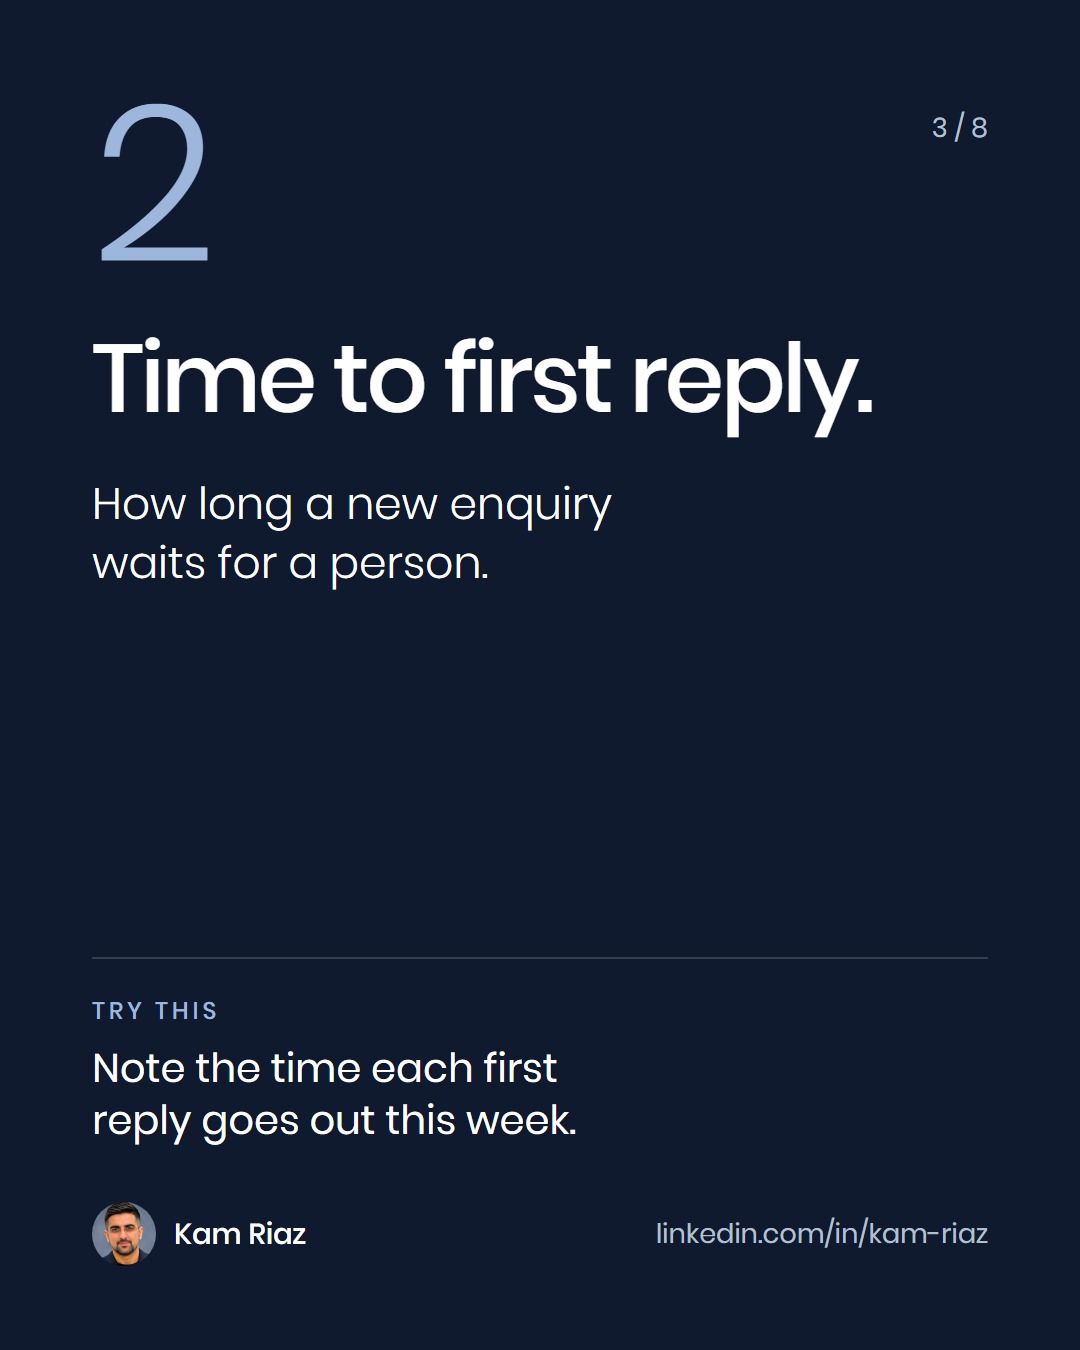 2
3 / 8
Time to first reply.
How long a new enquiry
waits for a person.
TRY THIS
Note the time each first
reply goes out this week.
Kam Riaz
linkedin.com/in/kam-riaz